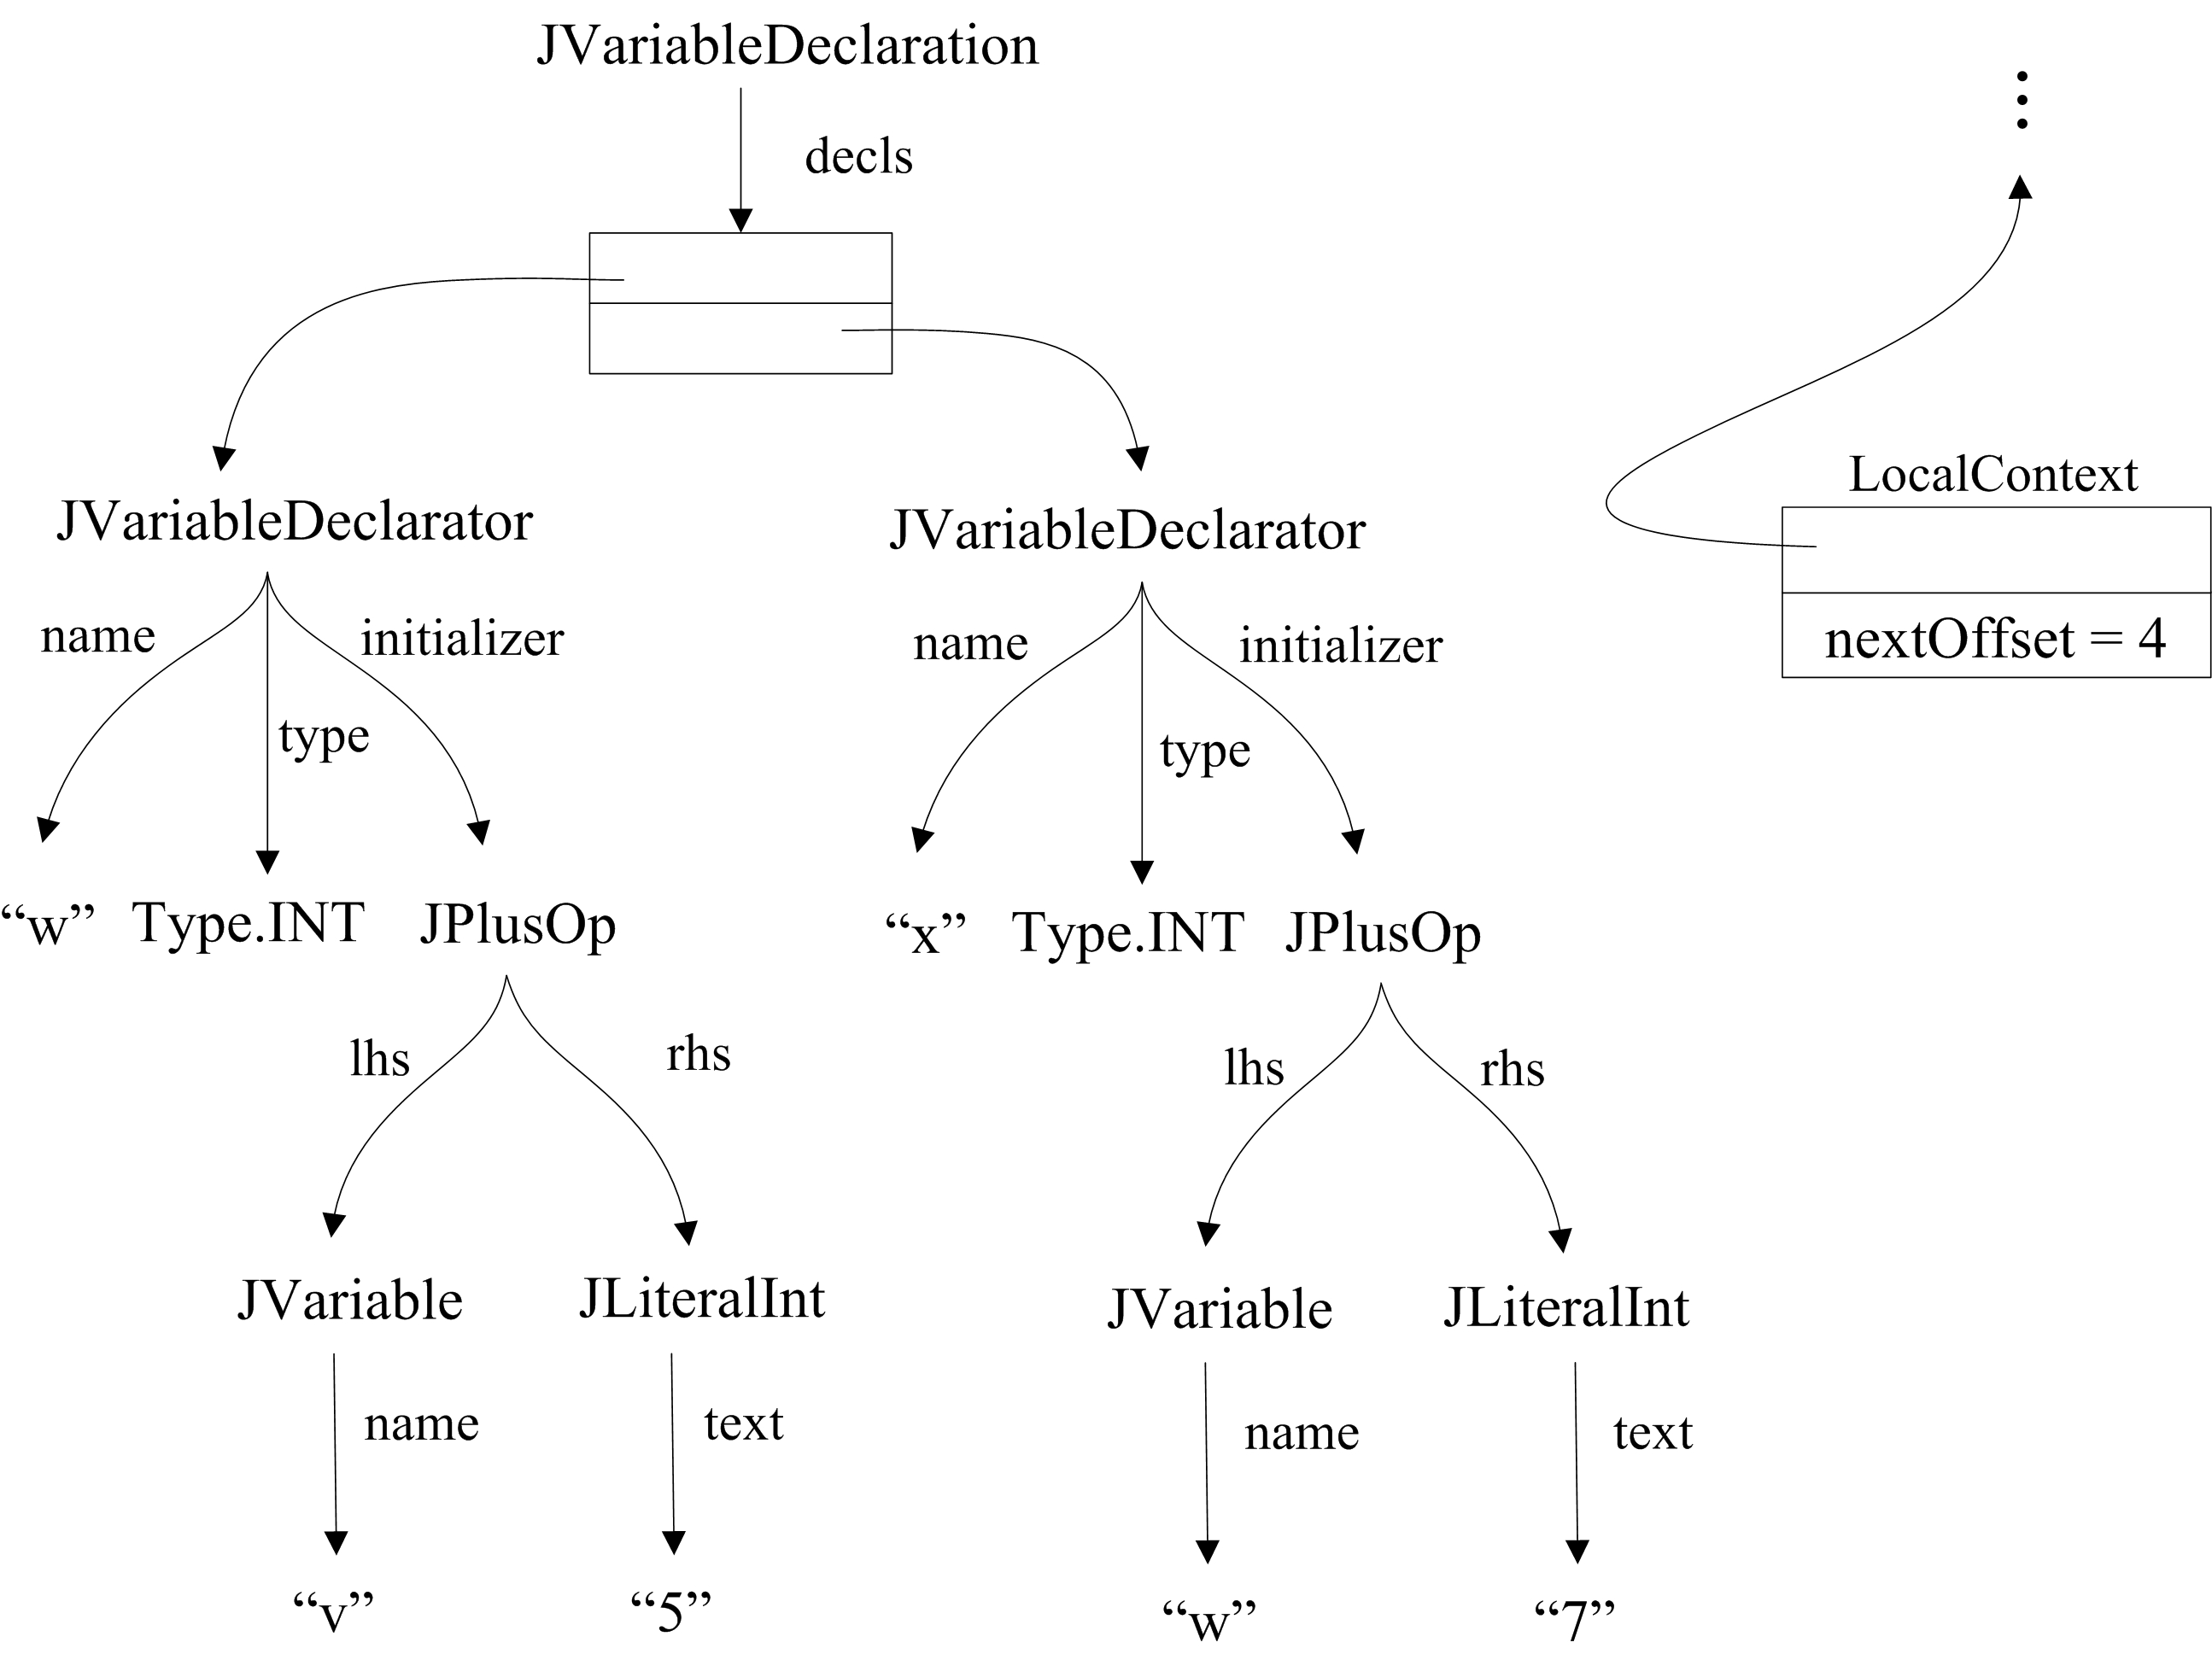 JVariableDeclaration
decls
LocalContext
nextOffset = 4
JVariableDeclarator
JVariableDeclarator
name
initializer
type
name
initializer
type
“w” Type.INT JPlusOp
“x” Type.INT JPlusOp
lhs
rhs
lhs
rhs
JVariable JLiteralInt
JVariable JLiteralInt
name
text
name
text
“v” “5”
“w” “7”